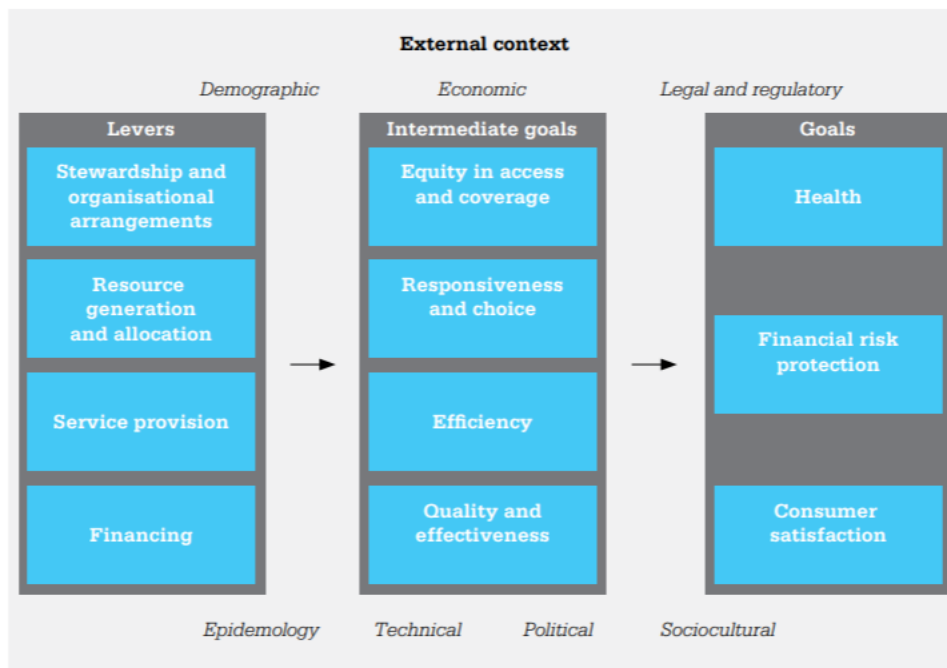 External context
Demographic Economic Legal and regulatory
Levers
Stewardship and
organisational
arrangements
Resource
generation
and allocation
Service provision
Financing
Intermediate goals
Equity in access
and coverage
Responsiveness
and choice
Efficiency
Quality and
effectiveness
Goals
Health
Financial risk
protection
Consumer
satisfaction
Epidemology Technical Political Sociocultural